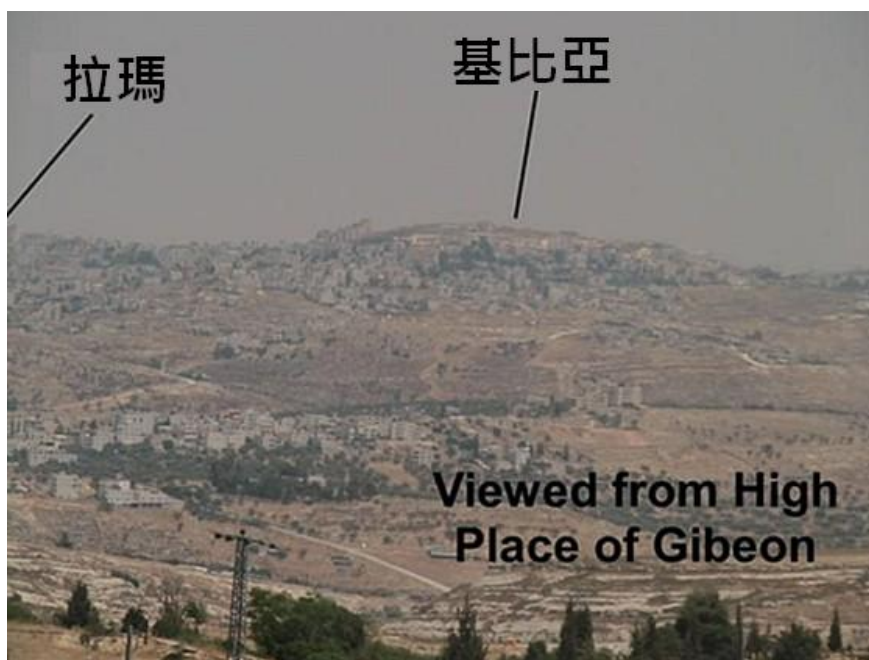 拉瑪
基比亞
Viewed from High
Place of Gibeon